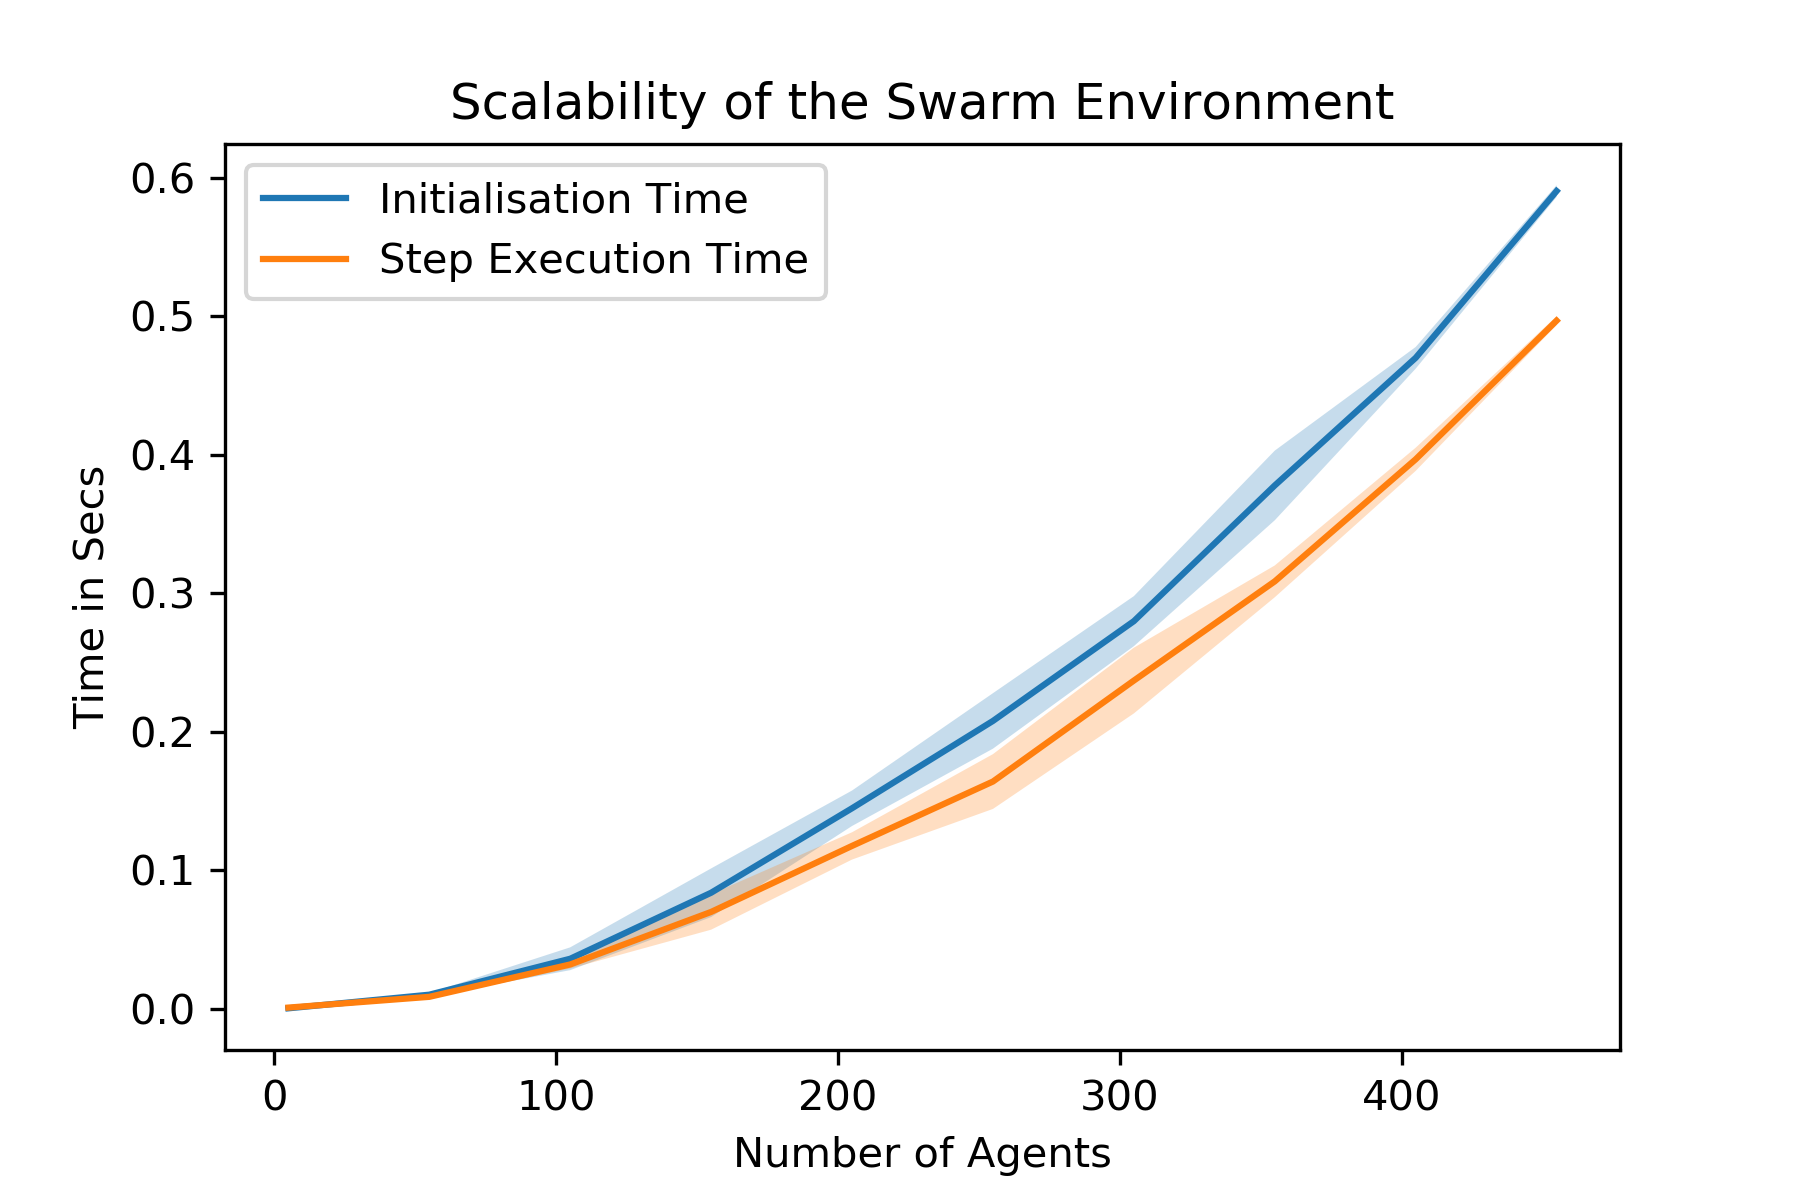 Scalability of the Swarm Environment
Initialisation Time
Step Execution Time
0.6
0.5
0.4
0.3
0.2
0.1
0.0
Time in Secs
0 100 200 300 400
Number of Agents